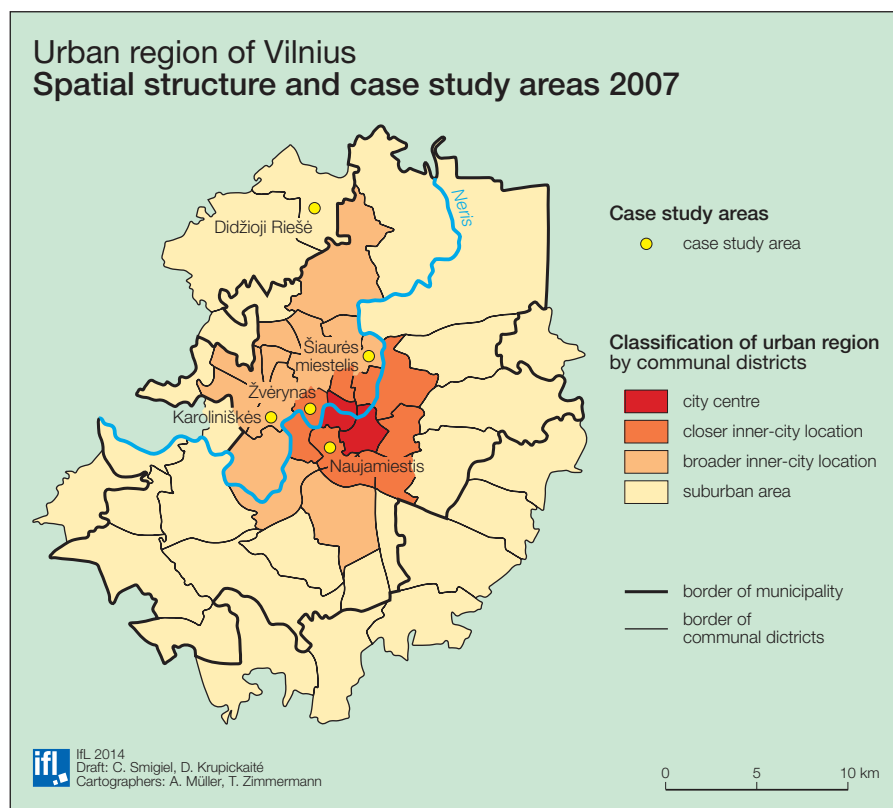 Urban region of Vilnius
Spatial structure and case study areas 2007
Neris
Didžioji Riešė
Šiaurės
miestelis
Žvėrynas
Karoliniškės
Naujamiestis
Case study areas
case study area
Classification of urban region
by communal districts
city centre
closer inner-city location
broader inner-city location
suburban area
border of municipality
border of
communal districts
ifl
IfL 2014
Draft: C. Smigiel, D. Krupickaité
Cartographers: A. Müller, T. Zimmermann
0 5 10 km